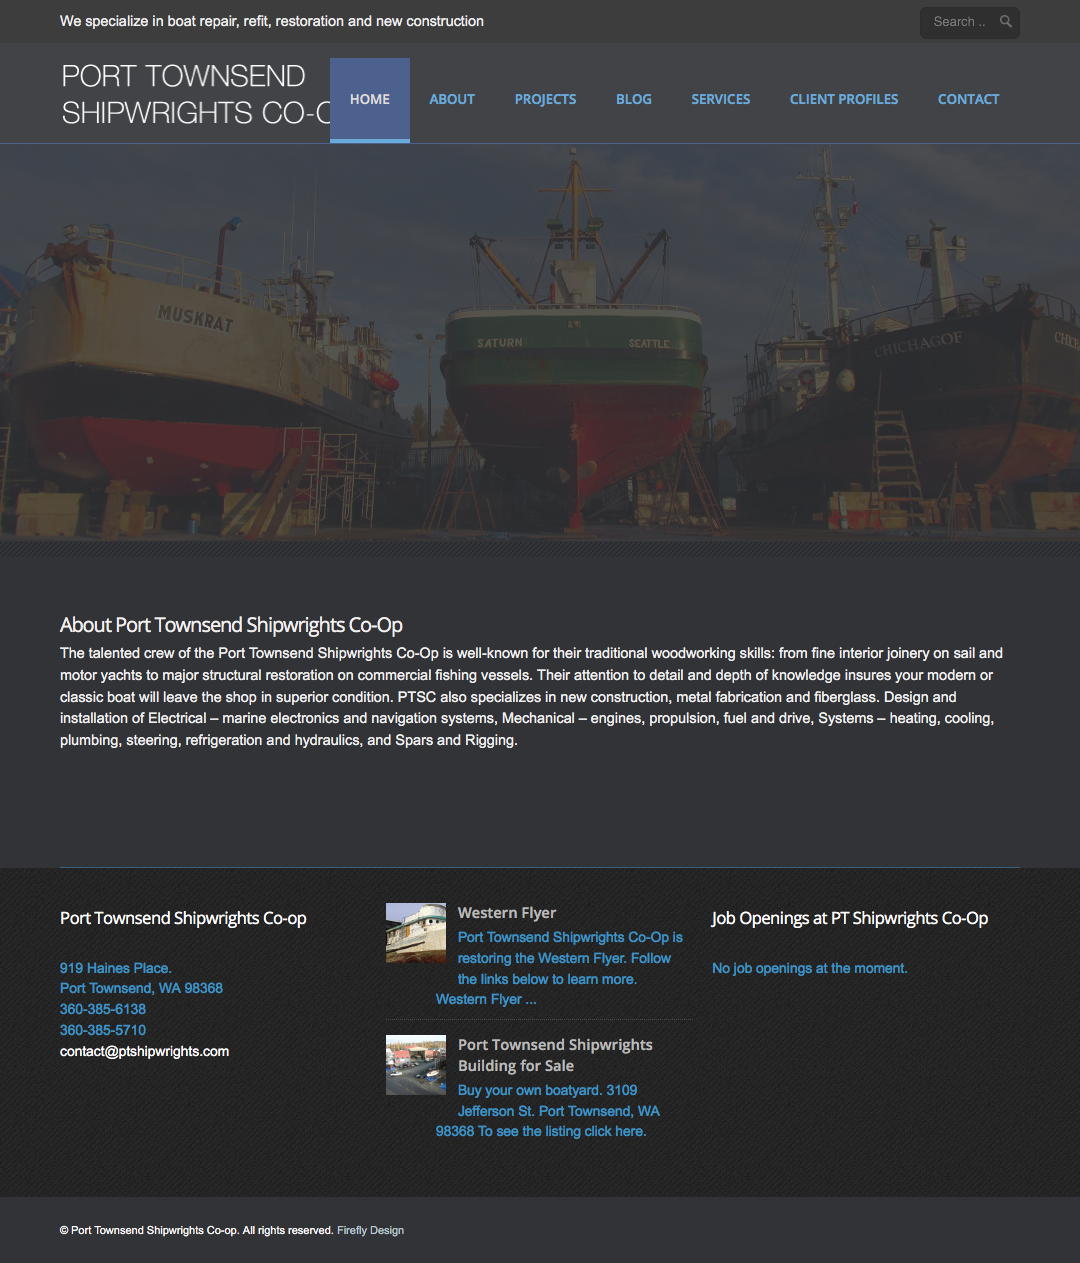 We specialize in boat repair, refit, restoration and new construction
Search ..
PORT TOWNSEND
SHIPWRIGHTS CO-O
HOME
ABOUT
PROJECTS
BLOG
SERVICES
CLIENT PROFILES
CONTACT
MUSKRAT
SATURN
SEATTLE
CHICHAGOF
About Port Townsend Shipwrights Co-Op
The talented crew of the Port Townsend Shipwrights Co-Op is well-known for their traditional woodworking skills: from fine interior joinery on sail and
motor yachts to major structural restoration on commercial fishing vessels. Their attention to detail and depth of knowledge insures your modern or
classic boat will leave the shop in superior condition. PTSC also specializes in new construction, metal fabrication and fiberglass. Design and
installation of Electrical – marine electronics and navigation systems, Mechanical – engines, propulsion, fuel and drive, Systems – heating, cooling,
plumbing, steering, refrigeration and hydraulics, and Spars and Rigging.
Port Townsend Shipwrights Co-op
919 Haines Place.
Port Townsend, WA 98368
360-385-6138
360-385-5710
contact@ptshipwrights.com
Western Flyer
Port Townsend Shipwrights Co-Op is
restoring the Western Flyer. Follow
the links below to learn more.
Western Flyer ...
Port Townsend Shipwrights
Building for Sale
Buy your own boatyard. 3109
Jefferson St. Port Townsend, WA
98368 To see the listing click here.
Job Openings at PT Shipwrights Co-Op
No job openings at the moment.
© Port Townsend Shipwrights Co-op. All rights reserved. Firefly Design